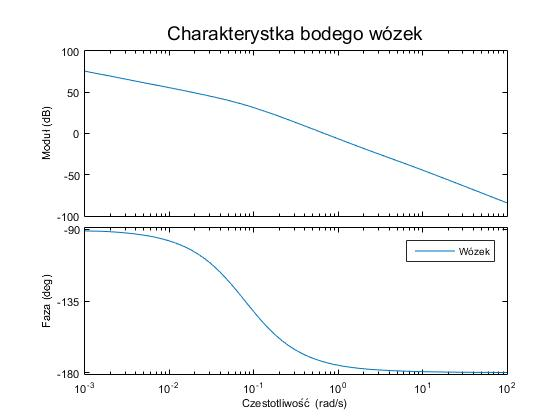 Charakterystka bodego wózek
Moduł (dB)
100
50
0
-50
-100
Faza (deg)
-90
-135
-180
Wózek
10^-3
10^-2
10^-1
10^0
10^1
10^2
Czestotliwość (rad/s)